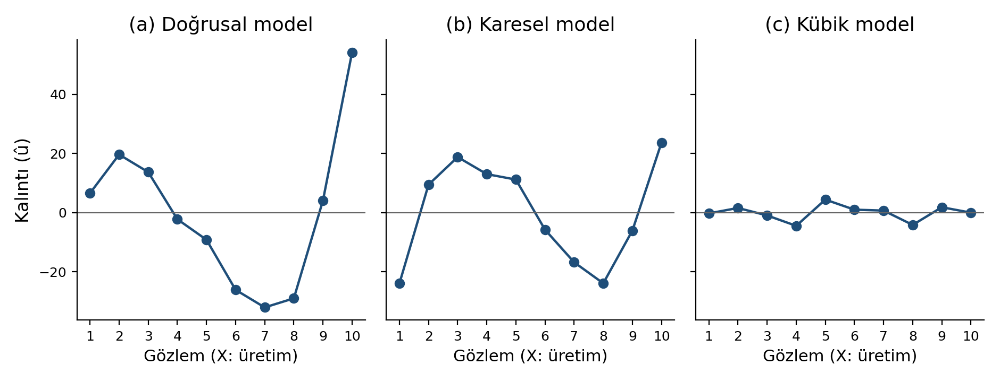 (a) Doğrusal model
(b) Karesel model
(c) Kübik model
Kalıntı (û)
40
20
0
−20
1 2 3 4 5 6 7 8 9 10
1 2 3 4 5 6 7 8 9 10
1 2 3 4 5 6 7 8 9 10
Gözlem (X: üretim)
Gözlem (X: üretim)
Gözlem (X: üretim)